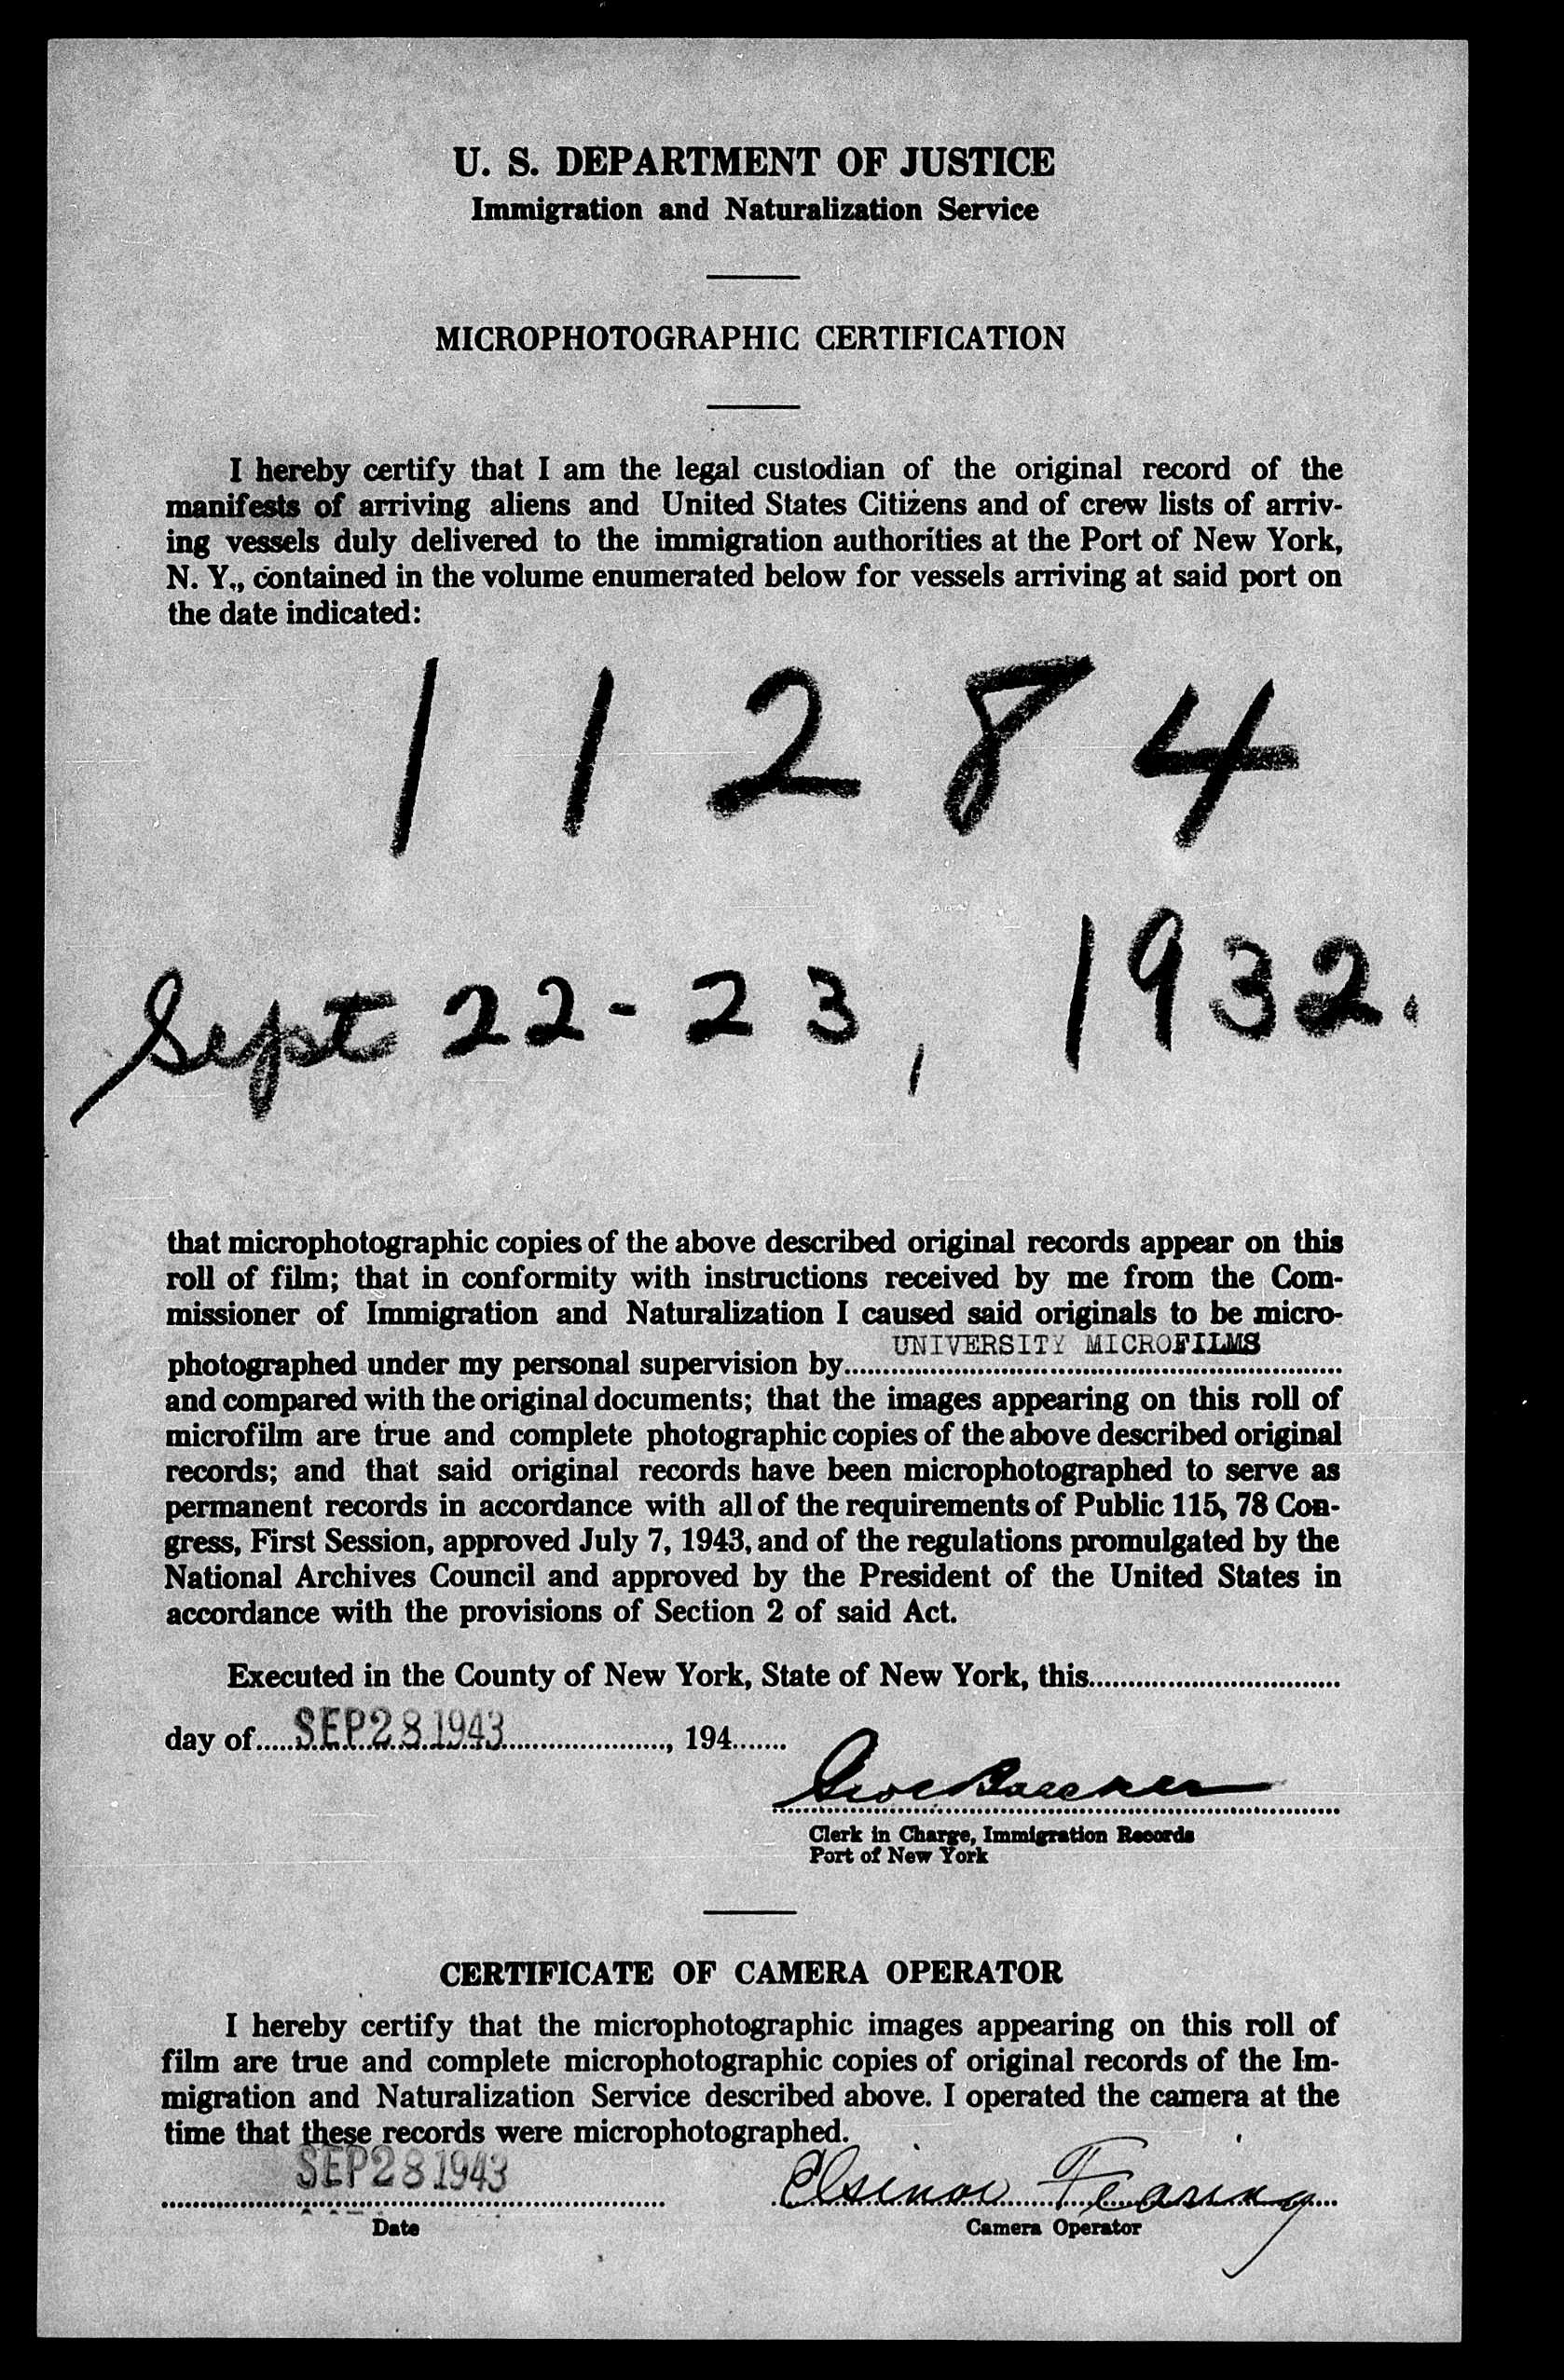 U. S. DEPARTMENT OF JUSTICE
Immigration and Naturalization Service
MICROPHOTOGRAPHIC CERTIFICATION
I hereby certify that I am the legal custodian of the original record of the
manifests of arriving aliens and United States Citizens and of crew lists of arriv-
ing vessels duly delivered to the immigration authorities at the Port of New York,
N. Y., contained in the volume enumerated below for vessels arriving at said port on
the date indicated:
11284
Sept 22-23, 1932.
that microphotographic copies of the above described original records appear on this
roll of film; that in conformity with instructions received by me from the Com-
missioner of Immigration and Naturalization I caused said originals to be micro-
photographed under my personal supervision by UNIVERSITY MICROFILMS
and compared with the original documents; that the images appearing on this roll of
microfilm are true and complete photographic copies of the above described original
records; and that said original records have been microphotographed to serve as
permanent records in accordance with all of the requirements of Public 115, 78 Con-
gress, First Session, approved July 7, 1943, and of the regulations promulgated by the
National Archives Council and approved by the President of the United States in
accordance with the provisions of Section 2 of said Act.
Executed in the County of New York, State of New York, this
day of SEP 28 1943, 194
Clerk in Charge, Immigration Records
Port of New York
CERTIFICATE OF CAMERA OPERATOR
I hereby certify that the microphotographic images appearing on this roll of
film are true and complete microphotographic copies of original records of the Im-
migration and Naturalization Service described above. I operated the camera at the
time that these records were microphotographed.
SEP 28 1943 Elsinor Fearing
Date Camera Operator